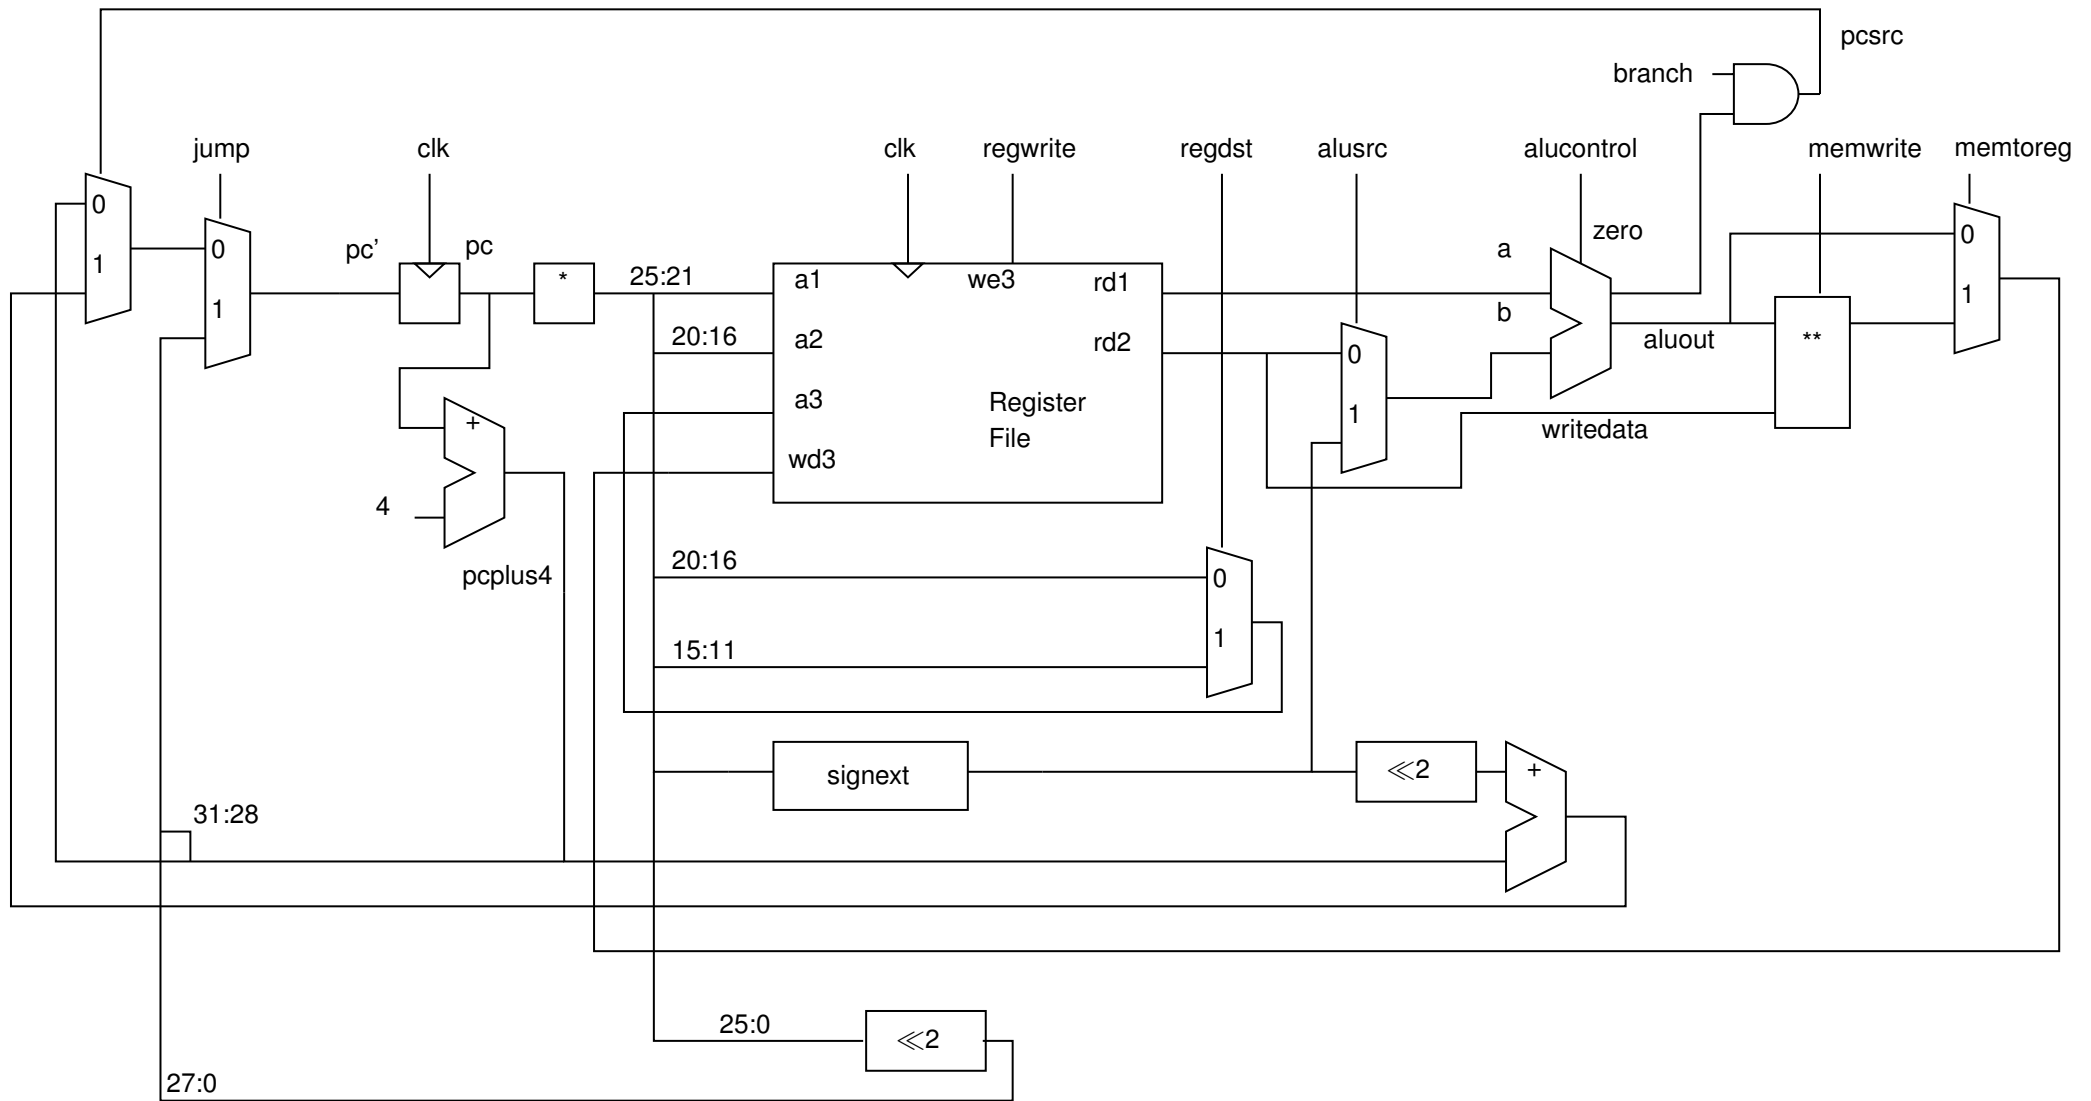 pcsrc
branch
jump
clk
clk
regwrite
regdst
alusrc
alucontrol
memwrite
memtoreg
0
1
0
1
pc’
pc
*
25:21
20:16
a1
a2
a3
wd3
we3
rd1
rd2
Register
File
a
b
zero
aluout
writedata
0
1
**
0
1
+
4
pcplus4
20:16
15:11
0
1
signext
≪2
+
31:28
25:0
≪2
27:0